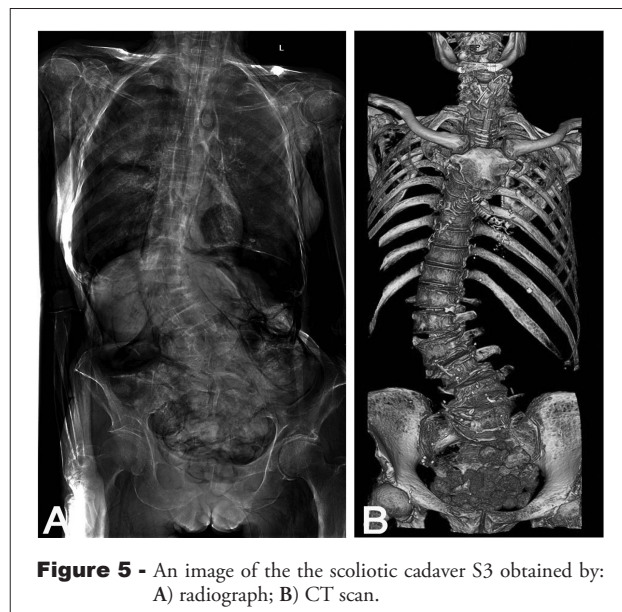 L
A
B
Figure 5 - An image of the the scoliotic cadaver S3 obtained by:
A) radiograph; B) CT scan.